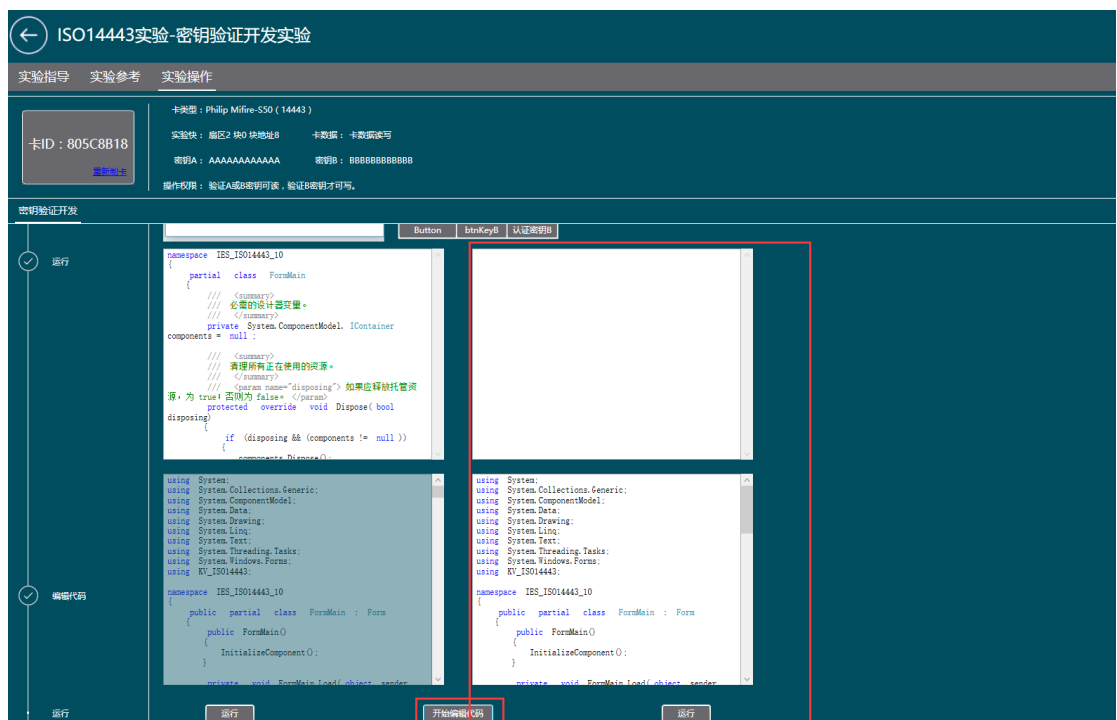 ISO14443实验-密钥验证开发实验
实验指导 实验参考 实验操作
卡ID：805C8B18
重新制卡
卡类型：Philip Mifire-S50（14443）
实验快： 扇区2 块0 块地址8 卡数据： 卡数据读写
密钥A： AAAAAAAAAAAA 密钥B： BBBBBBBBBBBB
操作权限： 验证A或B密钥可读，验证B密钥才可写。
密钥验证开发
Button btnKeyB 认证密钥B
运行
namespace IES_ISO14443_10
{
partial class FormMain
{
/// <summary>
/// 必需的设计器变量。
/// </summary>
private System.ComponentModel. IContainer
components = null ;
/// <summary>
/// 清理所有正在使用的资源。
/// </summary>
/// <param name="disposing"> 如果应释放托管资
源，为 true；否则为 false。 </param>
protected override void Dispose( bool
disposing)
{
if (disposing && (components != null ))
{
components.Dispose();
编辑代码
using System;
using System.Collections.Generic;
using System.ComponentModel;
using System.Data;
using System.Drawing;
using System.Linq;
using System.Text;
using System.Threading.Tasks;
using System.Windows.Forms;
using KV_ISO14443;
namespace IES_ISO14443_10
{
public partial class FormMain : Form
{
public FormMain()
{
InitializeComponent();
}
private void FormMain_Load( object sender
using System;
using System.Collections.Generic;
using System.ComponentModel;
using System.Data;
using System.Drawing;
using System.Linq;
using System.Text;
using System.Threading.Tasks;
using System.Windows.Forms;
using KV_ISO14443;
namespace IES_ISO14443_10
{
public partial class FormMain : Form
{
public FormMain()
{
InitializeComponent();
}
private void FormMain_Load( object sender
运行 运行 开始编辑代码 运行